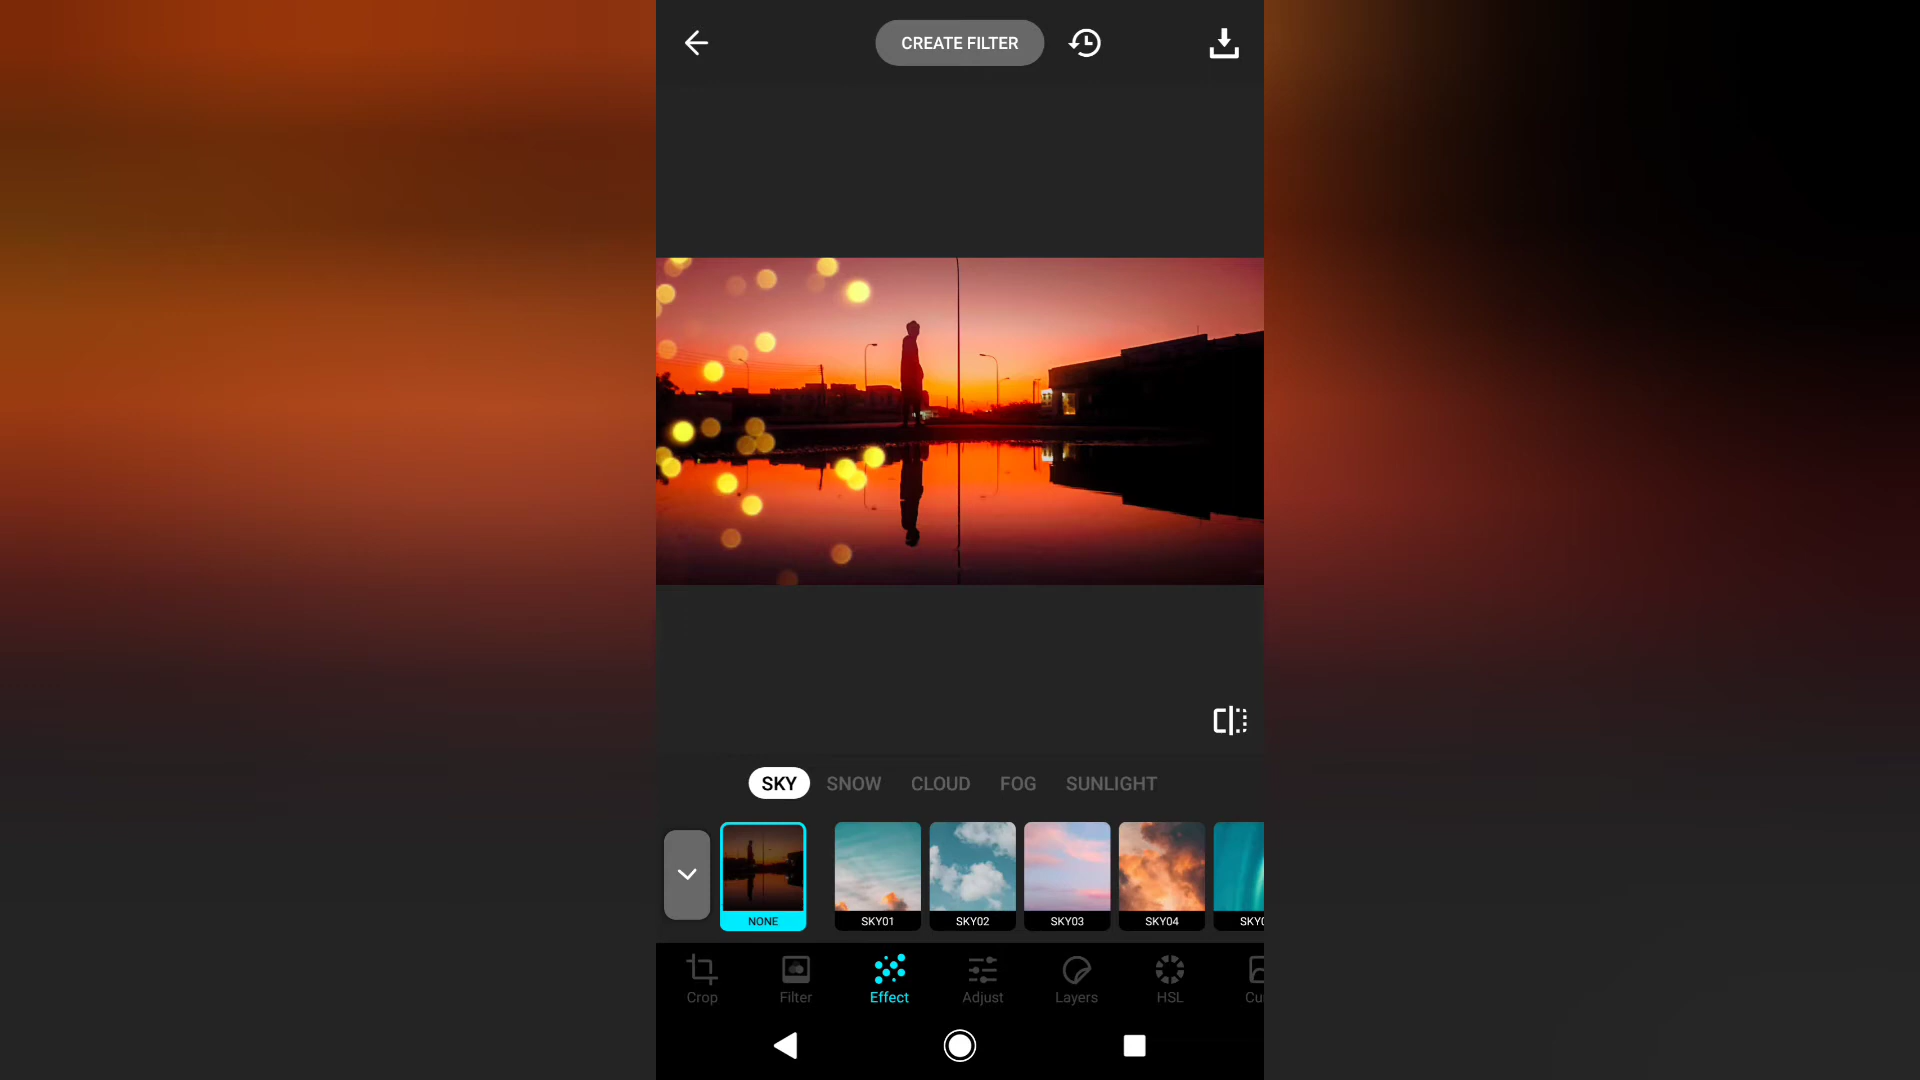 CREATE FILTER
SKY SNOW CLOUD FOG SUNLIGHT
NONE SKY01 SKY02 SKY03 SKY04
Crop Filter Effect Adjust Layers HSL